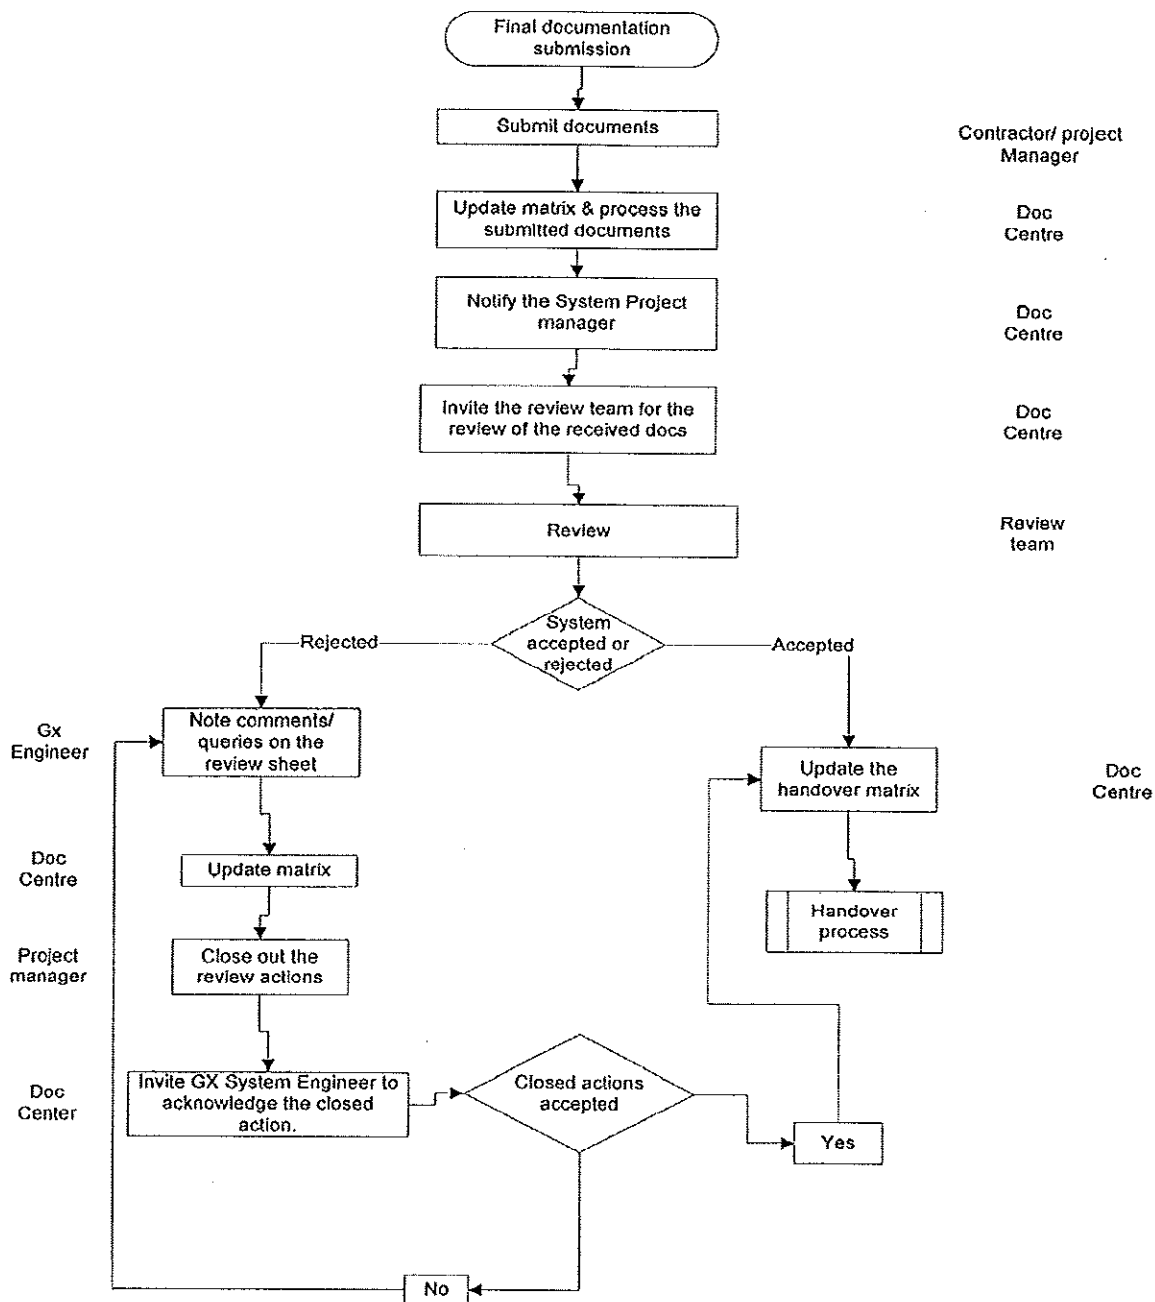 Final documentation
submission
Submit documents
Contractor/ project
Manager
Update matrix & process the
submitted documents
Doc
Centre
Notify the System Project
manager
Doc
Centre
Invite the review team for the
review of the received docs
Doc
Centre
Review
Review
team
System
accepted or
rejected
Rejected
Accepted
Gx
Engineer
Note comments/
queries on the
review sheet
Update the
handover matrix
Doc
Centre
Doc
Centre
Update matrix
Handover
process
Project
manager
Close out the
review actions
Doc
Center
Invite GX System Engineer to
acknowledge the closed
action.
Closed actions
accepted
Yes
No